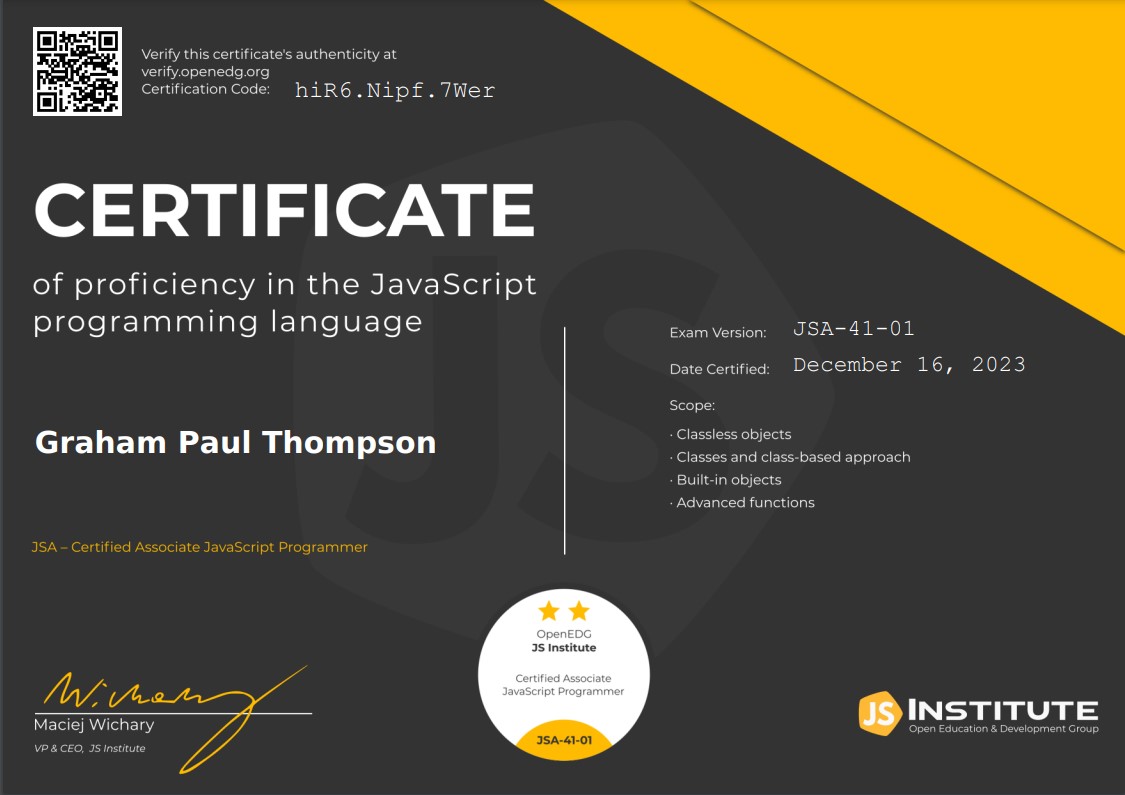 Verify this certificate's authenticity at
verify.openedg.org
Certification Code: hiR6.Nipf.7Wer
CERTIFICATE
of proficiency in the JavaScript
programming language
Graham Paul Thompson
JSA – Certified Associate JavaScript Programmer
Exam Version: JSA-41-01
Date Certified: December 16, 2023
Scope:
· Classless objects
· Classes and class-based approach
· Built-in objects
· Advanced functions
JS
W. Wichary
Maciej Wichary
VP & CEO, JS Institute
OpenEDG
JS Institute
Certified Associate
JavaScript Programmer
JSA-41-01
JS INSTITUTE
Open Education & Development Group